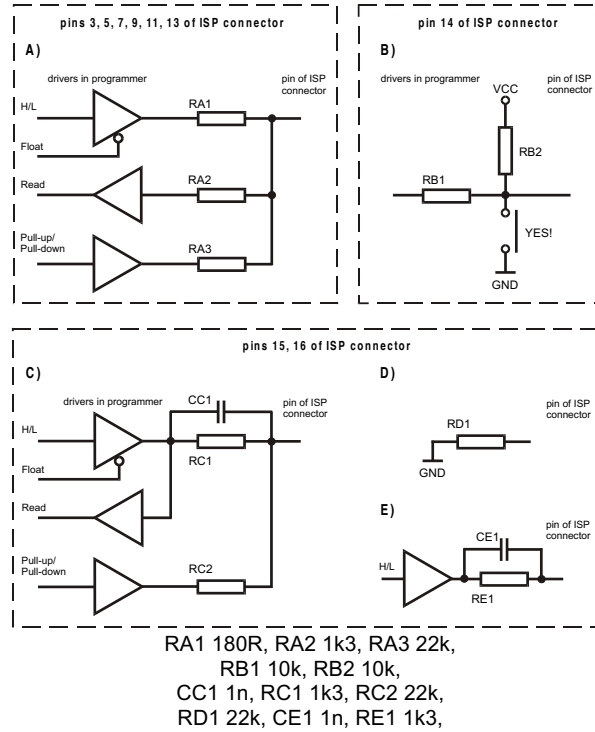 pins 3, 5, 7, 9, 11, 13 of ISP connector
A)
drivers in programmer
pin of ISP
connector
H/L
RA1
Float
Read
RA2
Pull-up/
Pull-down
RA3
pin 14 of ISP connector
B)
drivers in programmer
pin of ISP
connector
VCC
RB2
RB1
YES!
GND
pins 15, 16 of ISP connector
C)
drivers in programmer
CC1
pin of ISP
connector
H/L
RC1
Float
Read
Pull-up/
Pull-down
RC2
D)
pin of ISP
connector
RD1
GND
E)
pin of ISP
connector
CE1
H/L
RE1
RA1 180R, RA2 1k3, RA3 22k,
RB1 10k, RB2 10k,
CC1 1n, RC1 1k3, RC2 22k,
RD1 22k, CE1 1n, RE1 1k3,